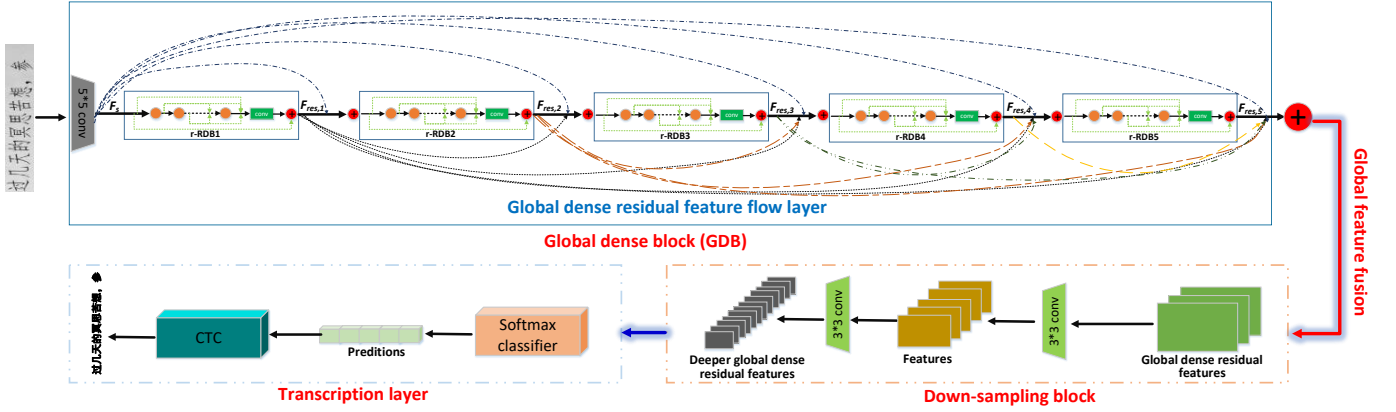 过几天的冥思苦想，参
5*5 conv
Fs
Fres,1
Fres,2
Fres,3
Fres,4
Fres,5
conv
conv
conv
conv
conv
r-RDB1
r-RDB2
r-RDB3
r-RDB4
r-RDB5
Global dense residual feature flow layer
Global dense block (GDB)
Global feature fusion
过几天的冥思苦想，参
CTC
Preditions
Softmax
classifier
Transcription layer
Deeper global dense
residual features
3*3 conv
Features
3*3 conv
Global dense residual
features
Down-sampling block